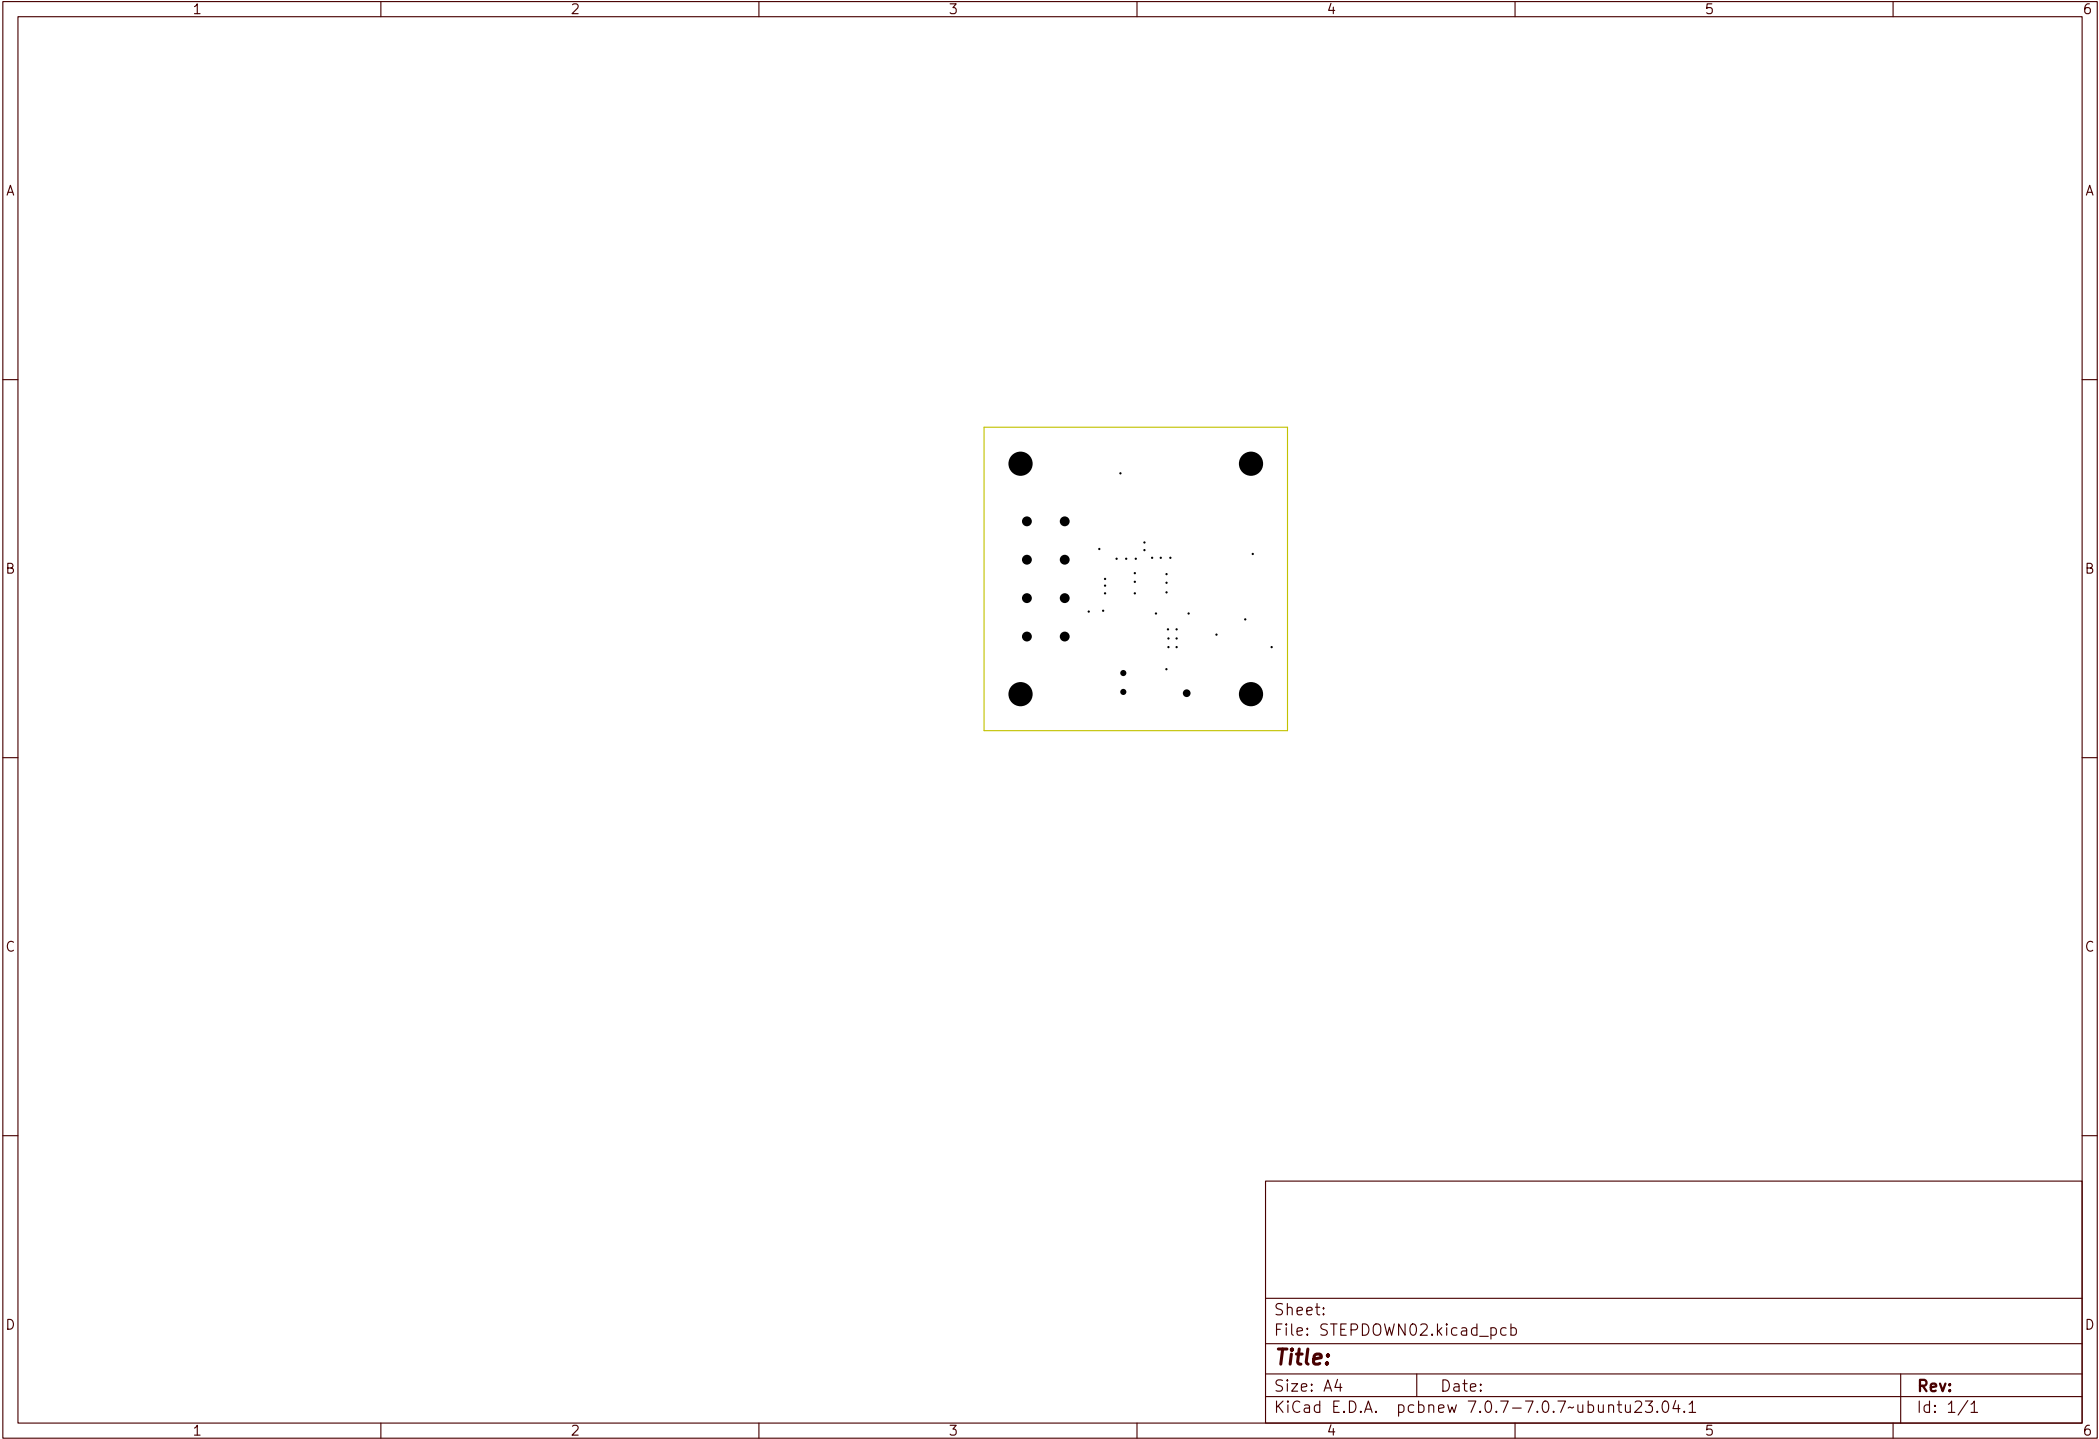 1 2 3 4 5 6
A A
B B
C C
Sheet:
File: STEPDOWN02.kicad_pcb
D D
Title:
Size: A4 Date: Rev:
KiCad E.D.A. pcbnew 7.0.7-7.0.7~ubuntu23.04.1 Id: 1/1
1 2 3 4 5 6